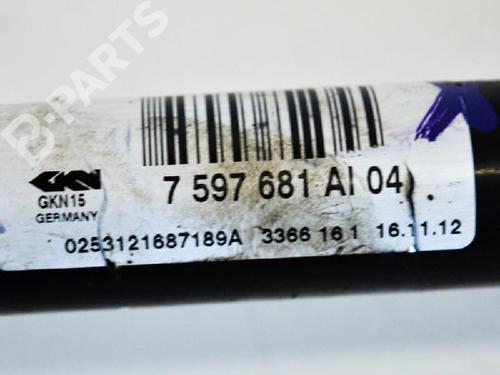 B-PARTS
7 597 681 AI 04
GKN
GKN15
GERMANY
0253121687189A 3366 16 1 16.11.12